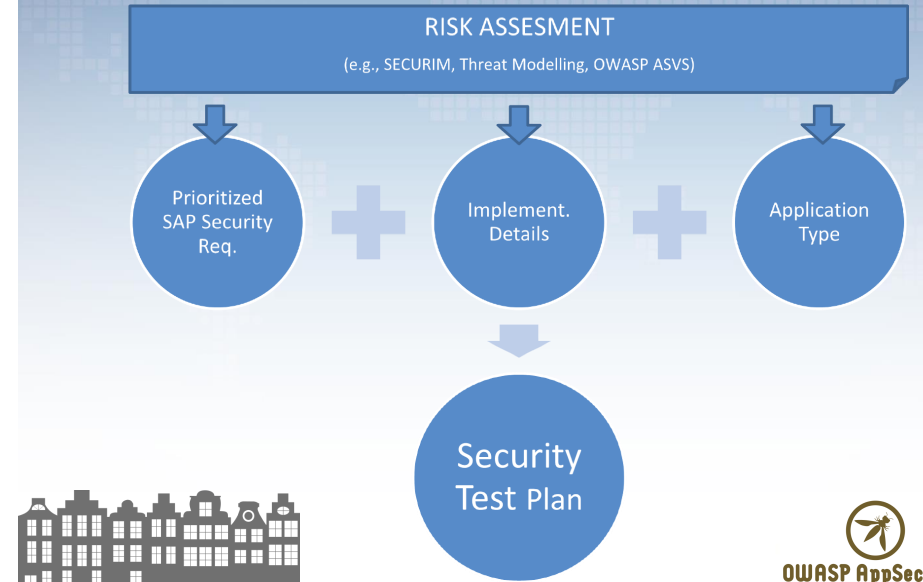 RISK ASSESMENT
(e.g., SECURIM, Threat Modelling, OWASP ASVS)
Prioritized
SAP Security
Req.
Implement.
Details
Application
Type
Security
Test Plan
OWASP AppSec